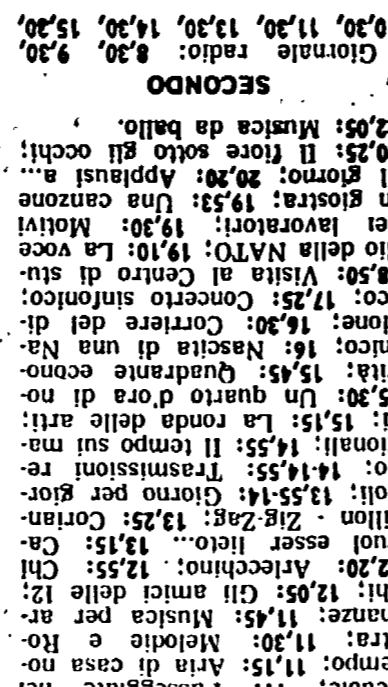 11: Passeggiate nel
empo; 11,15: Aria di casa no-
tra; 11,30: Melodie e Ro-
anze; 11,45: Musica per ar-
hi; 12,05: Gli amici delle 12;
2,20: Arlecchino; 12,55: Chi
uol esser lieto... 13,15: Ca-
illon - Zig-Zag; 13,25: Corian-
oli; 13,55-14: Giorno per gior-
o: 14-14,55: Trasmissioni re-
ionali; 14,55: Il tempo sui ma-
i; 15,15: La ronda delle arti;
5,30: Un quarto d'ora di no-
ità; 15,45: Quadrante econo-
nico; 16: Nascita di una Na-
ione; 16,30: Corriere del di-
co; 17,25: Concerto sinfonico;
8,50: Visita al Centro di stu-
dio della NATO; 19,10: La voce
ei lavoratori; 19,30: Motivi
n giostra; 19,53: Una canzone
l giorno; 20,20: Applausi a...
0,25: Il fiore sotto gli occhi;
2,05: Musica da ballo.
SECONDO
Giornale radio: 8,30, 9,30,
0,30, 11,30, 13,30, 14,30, 15,30,